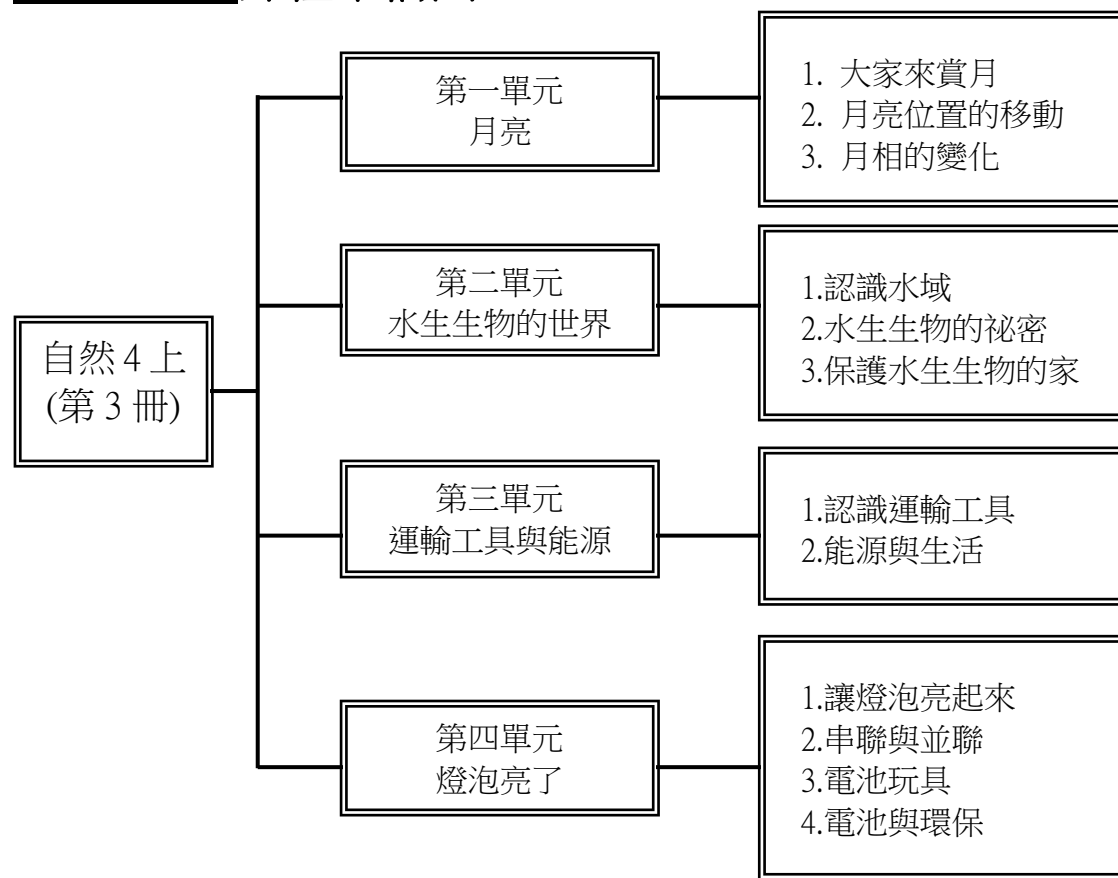 自然 4 上
(第 3 冊)
第一單元
月亮
1. 大家來賞月
2. 月亮位置的移動
3. 月相的變化
第二單元
水生生物的世界
1.認識水域
2.水生生物的祕密
3.保護水生生物的家
第三單元
運輸工具與能源
1.認識運輸工具
2.能源與生活
第四單元
燈泡亮了
1.讓燈泡亮起來
2.串聯與並聯
3.電池玩具
4.電池與環保